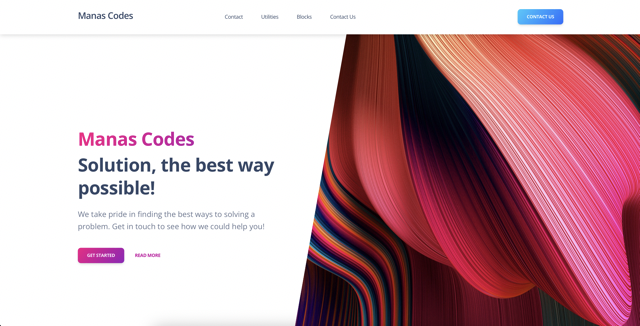 Manas Codes
Contact Utilities Blocks Contact Us
CONTACT US
Manas Codes
Solution, the best way
possible!
We take pride in finding the best ways to solving a
problem. Get in touch to see how we could help you!
GET STARTED READ MORE